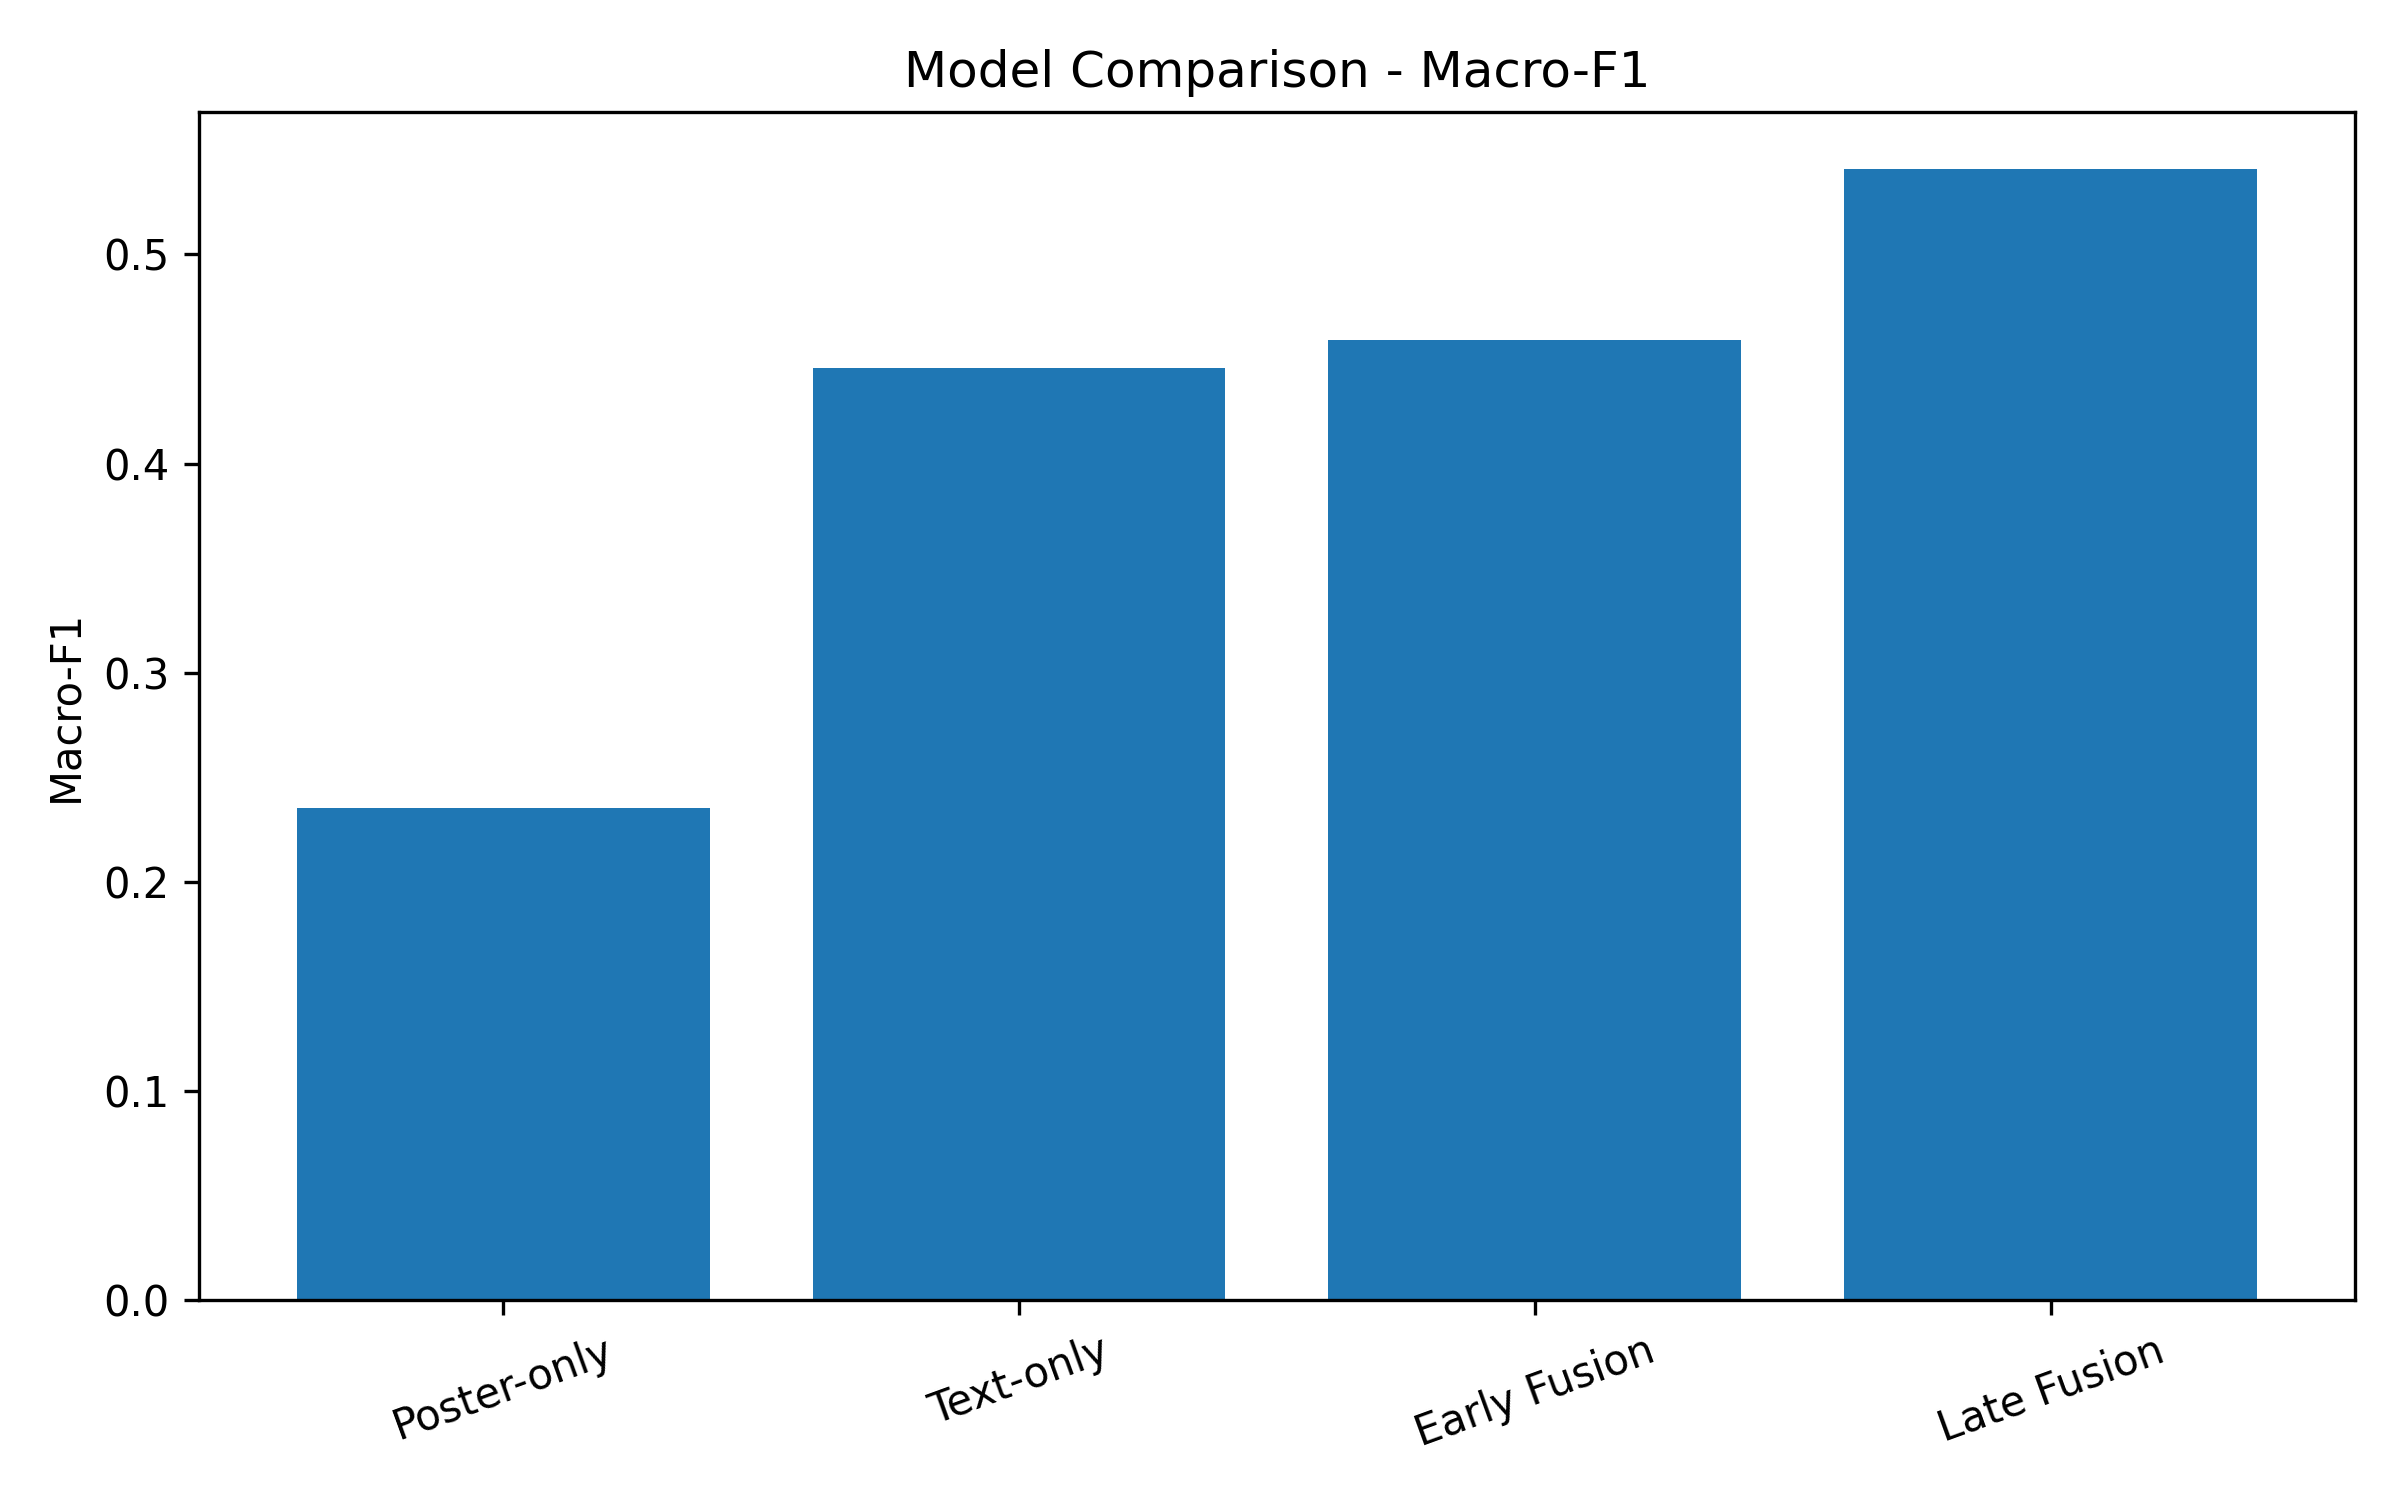 Model Comparison - Macro-F1
Macro-F1
0.5
0.4
0.3
0.2
0.1
0.0
Poster-only
Text-only
Early Fusion
Late Fusion